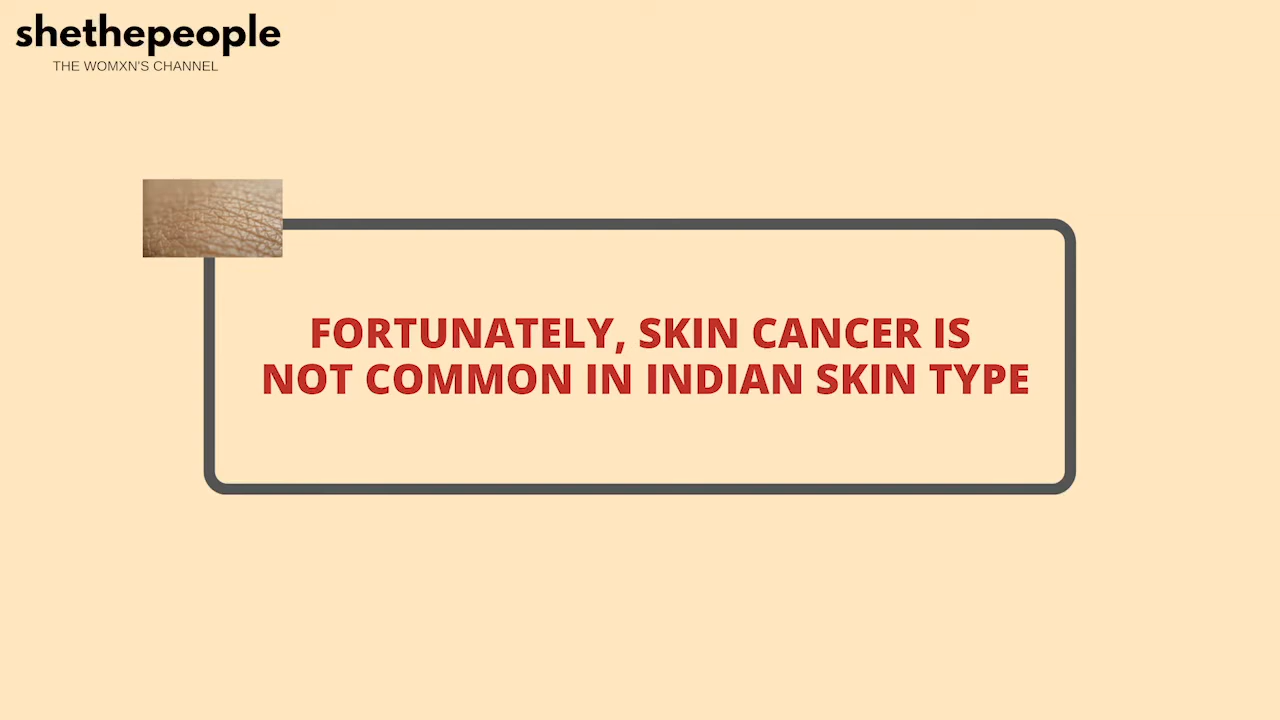 shethepeople
THE WOMXN'S CHANNEL
FORTUNATELY, SKIN CANCER IS
NOT COMMON IN INDIAN SKIN TYPE